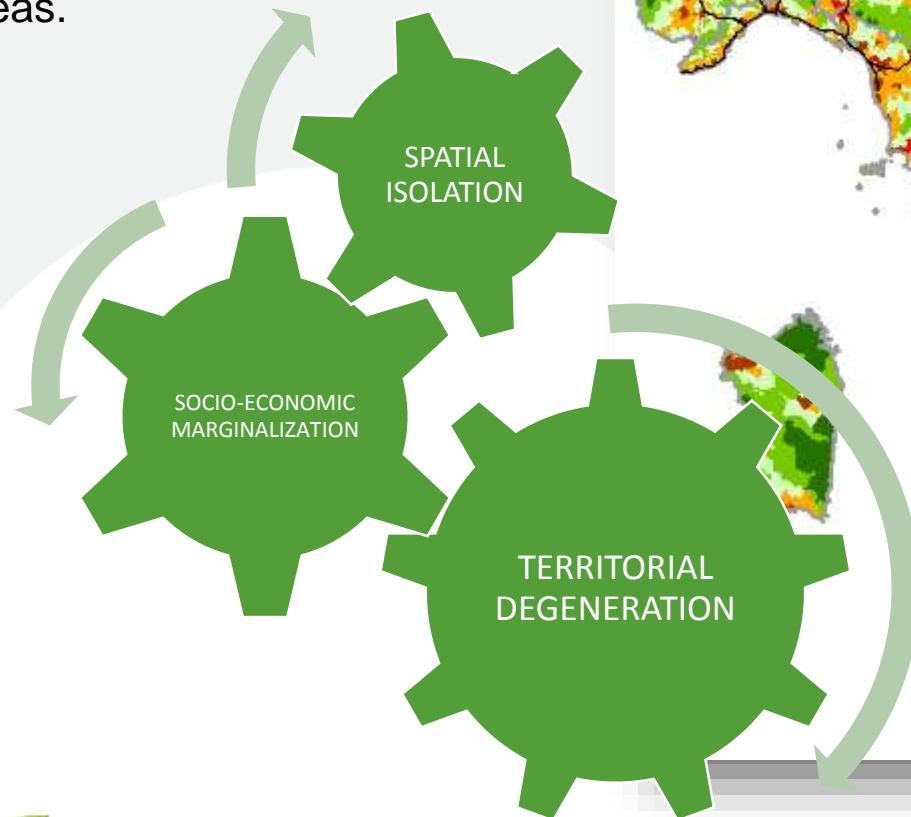 eas.
SPATIAL
ISOLATION
SOCIO-ECONOMIC
MARGINALIZATION
TERRITORIAL
DEGENERATION